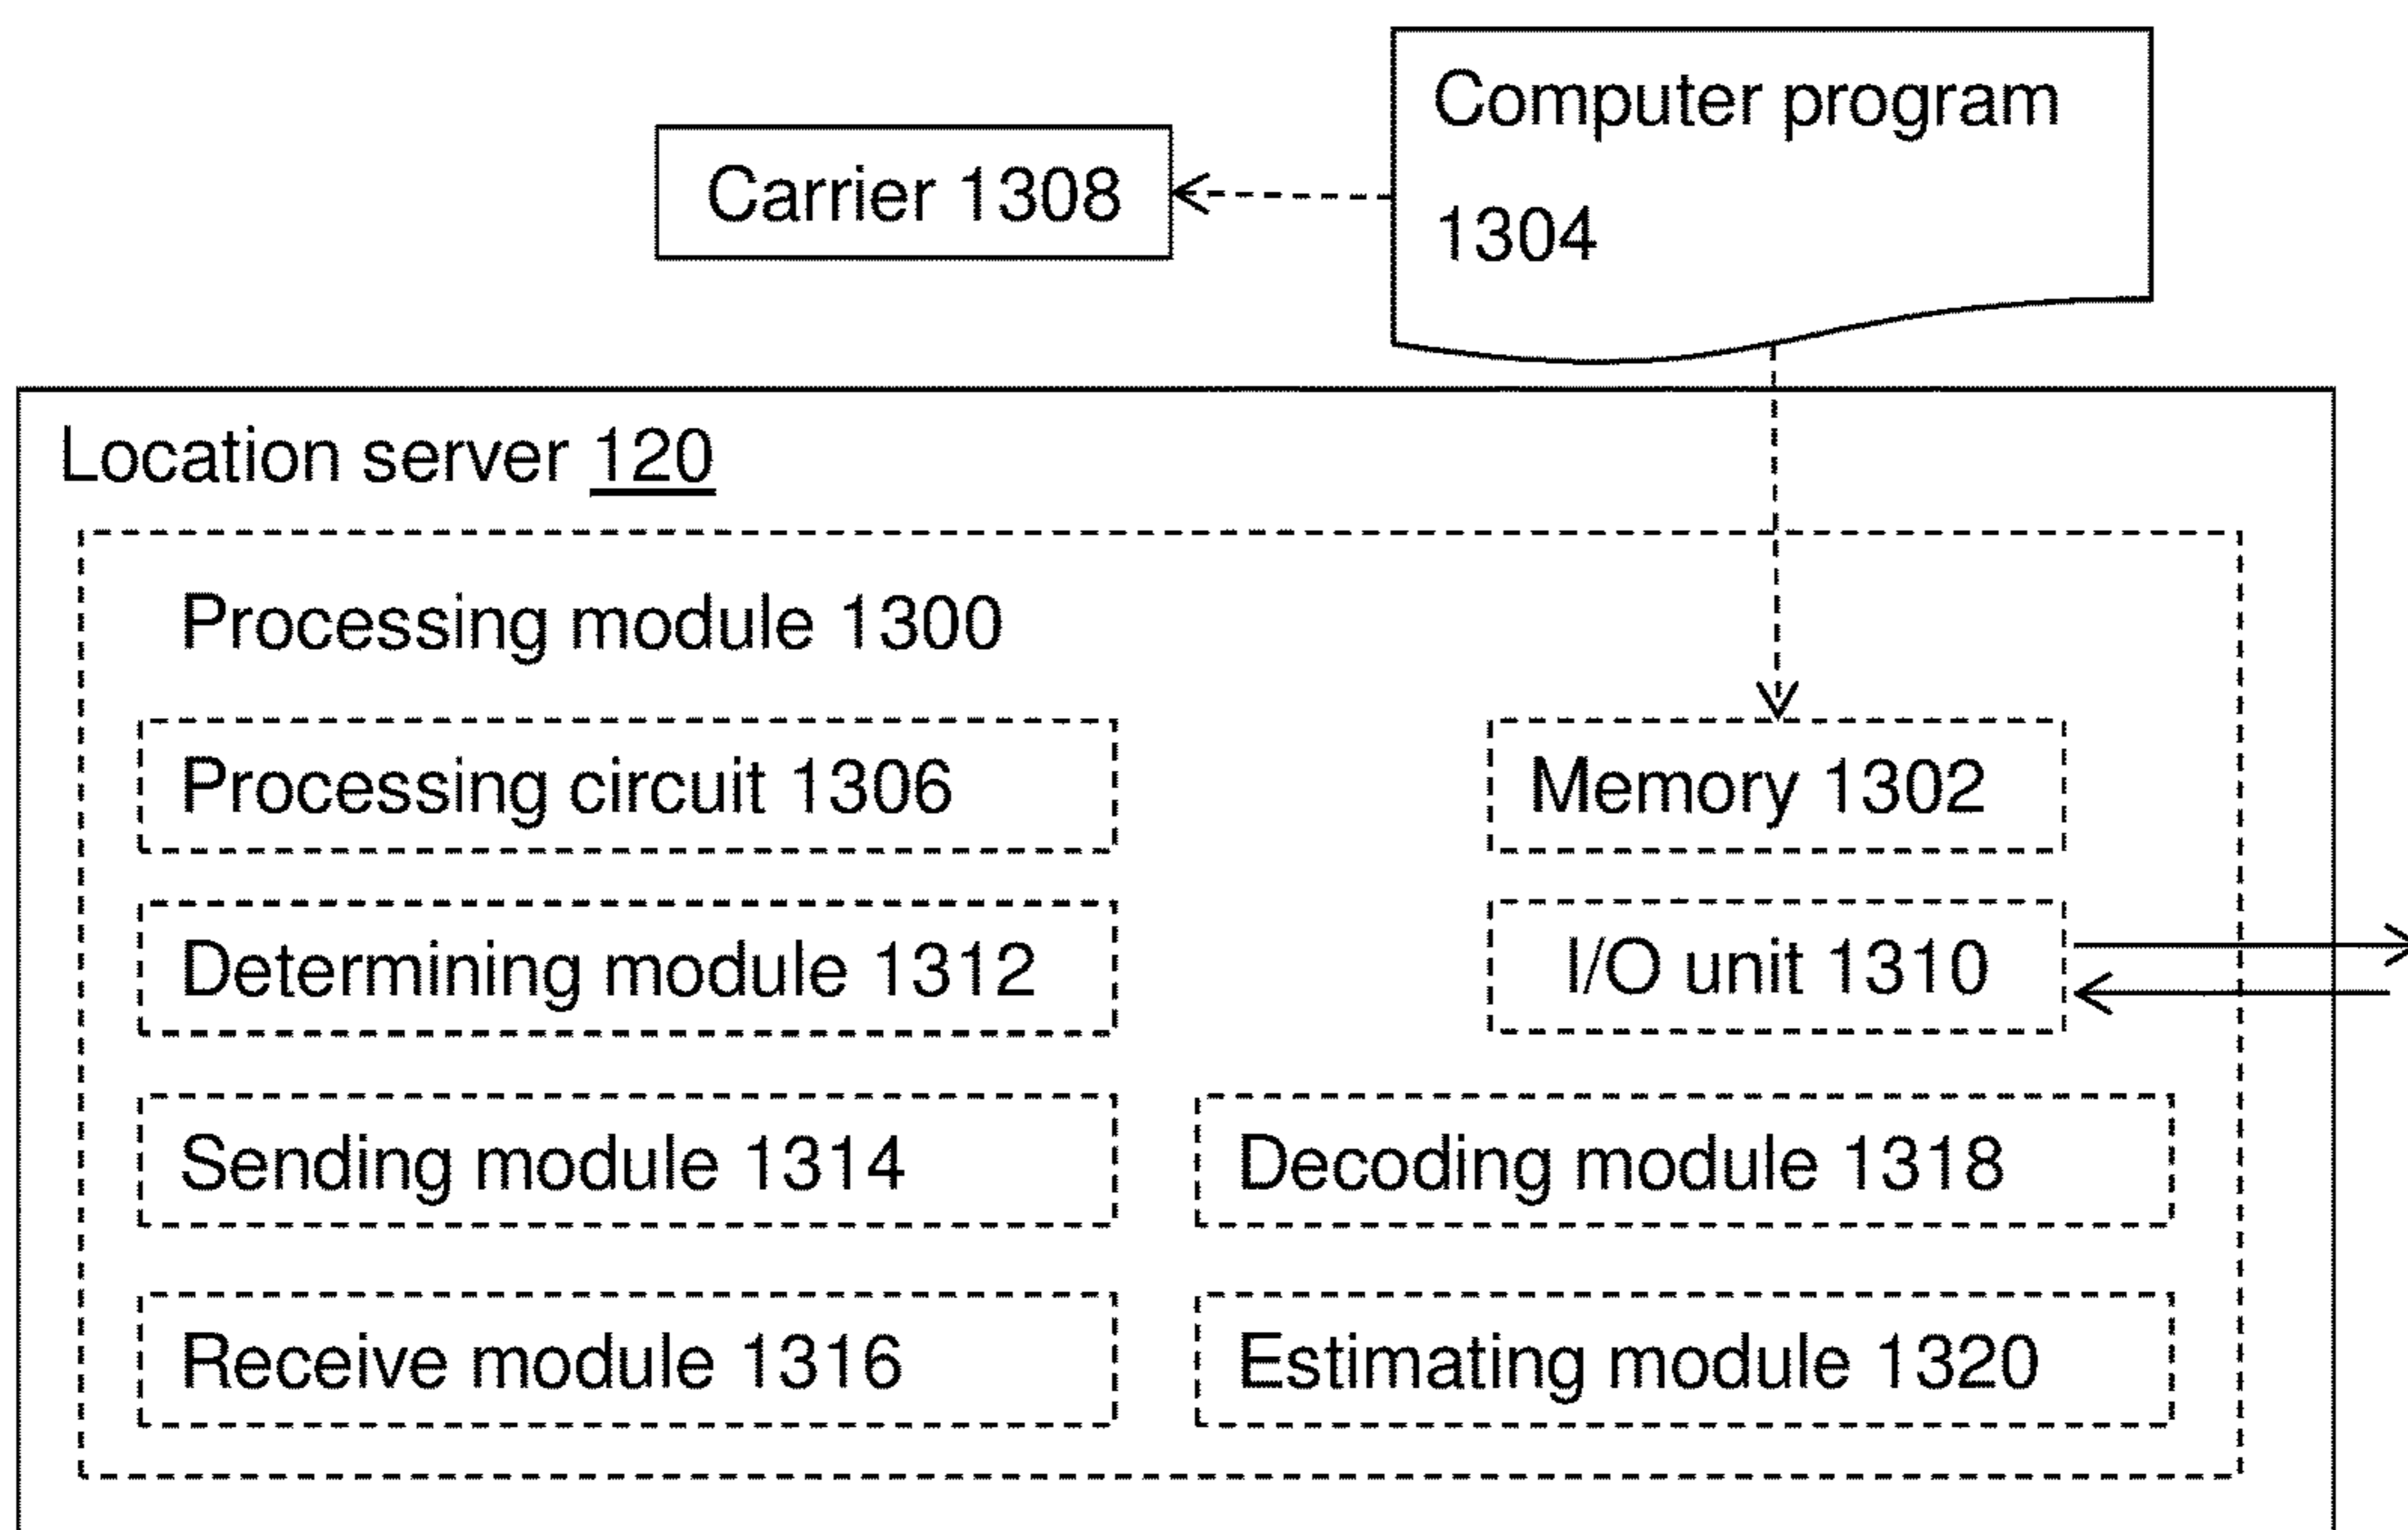 Computer program
1304
Carrier 1308
Location server 120
Processing module 1300
Processing circuit 1306
Memory 1302
Determining module 1312
I/O unit 1310
Sending module 1314
Decoding module 1318
Receive module 1316
Estimating module 1320